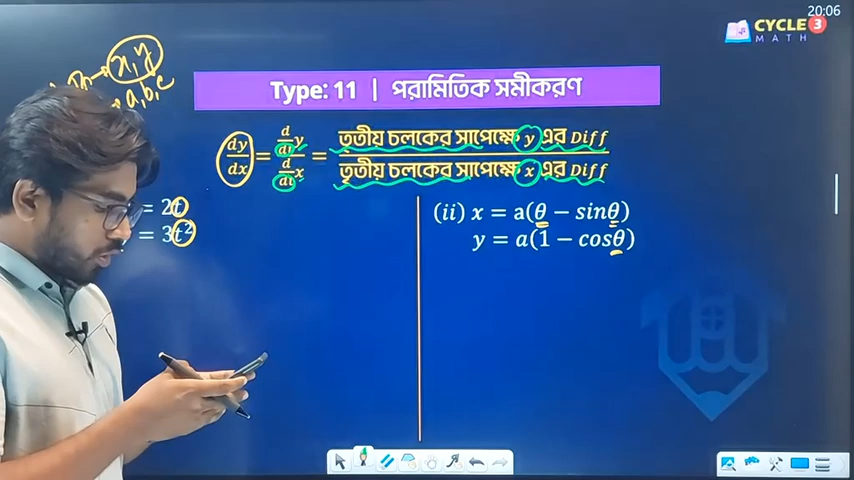 20:06
CYCLE 3
MATH
x, y
a, b, c
Type: 11 | পরামিতিক সমীকরণ
dy/dx = d/dt y / d/dt x = তৃতীয় চলকের সাপেক্ষে y এর Diff / তৃতীয় চলকের সাপেক্ষে x এর Diff
= 2t
= 3t²
(ii) x = a(θ − sinθ)
y = a(1 − cosθ)